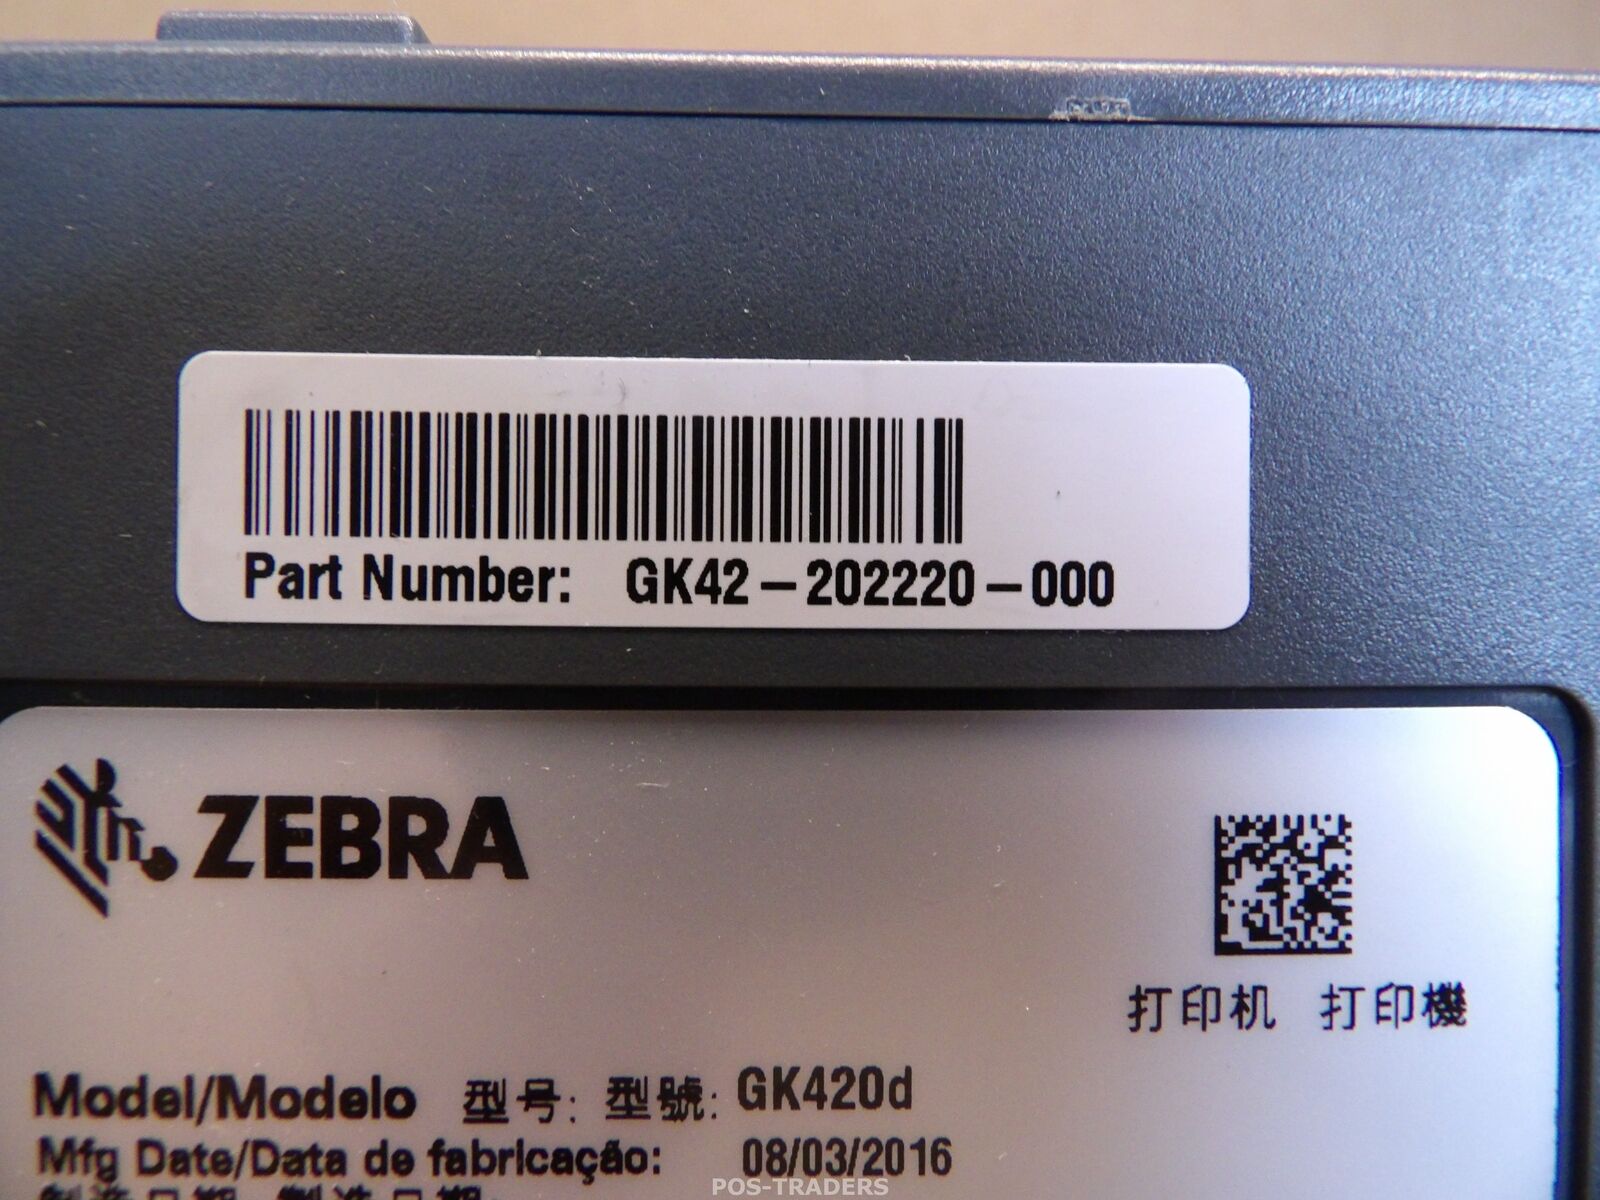 Part Number: GK42-202220-000
ZEBRA
打印机 打印機
Model/Modelo 型号: 型號: GK420d
Mfg Date/Data de fabricação: 08/03/2016
POS-TRADERS